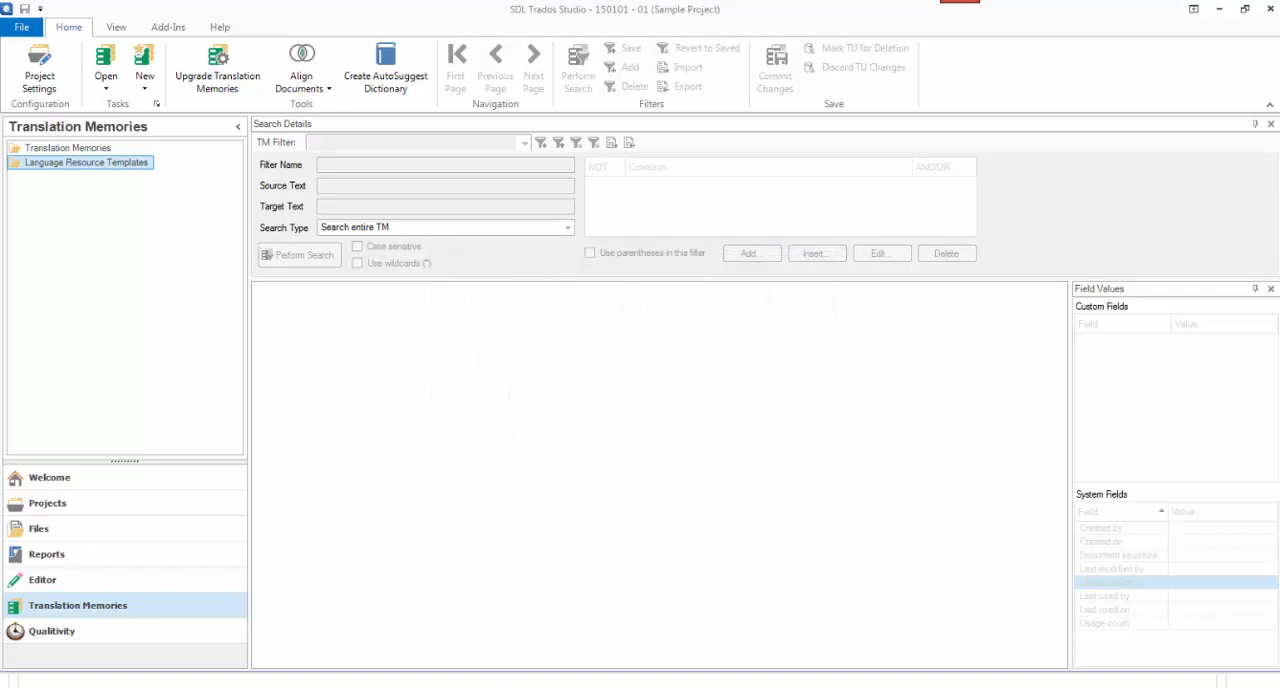 SDL Trados Studio - 150101 - 01 (Sample Project)
File Home View Add-Ins Help
Project Settings
Configuration
Open
New
Tasks
Upgrade Translation Memories
Align Documents
Create AutoSuggest Dictionary
Tools
First Page
Previous Page
Next Page
Navigation
Perform Search
Save
Add
Delete
Revert to Saved
Import
Export
Filters
Commit Changes
Mark TU for Deletion
Discard TU Changes
Save
Translation Memories
Translation Memories
Language Resource Templates
Welcome
Projects
Files
Reports
Editor
Translation Memories
Qualitivity
Search Details
TM Filter:
Filter Name
Source Text
Target Text
Search Type Search entire TM
Perform Search
Case sensitive
Use wildcards (*)
NOT Condition AND/OR
Use parentheses in this filter
Add...
Insert...
Edit...
Delete
Field Values
Custom Fields
Field Value
System Fields
Field Value
Created by
Created on
Document structure
Last modified by
Last used by
Last used on
Usage count